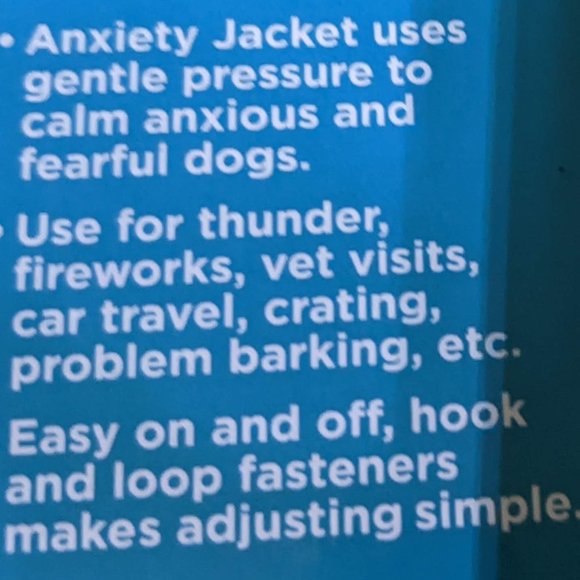 • Anxiety Jacket uses
gentle pressure to
calm anxious and
fearful dogs.
• Use for thunder,
fireworks, vet visits,
car travel, crating,
problem barking, etc.
Easy on and off, hook
and loop fasteners
makes adjusting simple.